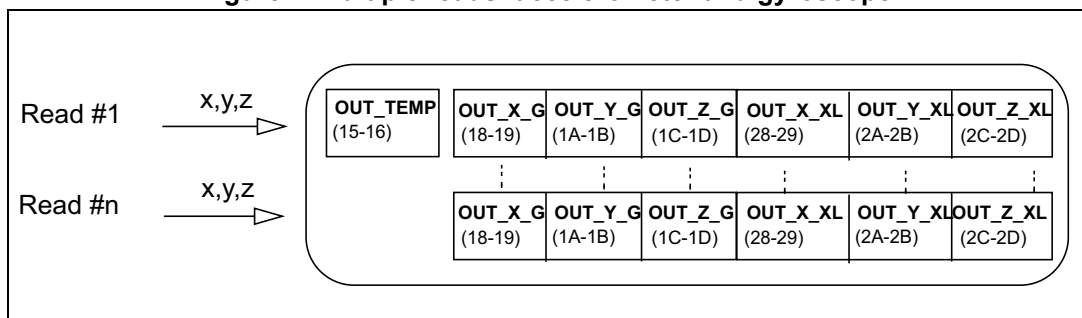 Read #1
x,y,z
OUT_TEMP
(15-16)
OUT_X_G OUT_Y_G OUT_Z_G OUT_X_XL OUT_Y_XL OUT_Z_XL
(18-19) (1A-1B) (1C-1D) (28-29) (2A-2B) (2C-2D)
Read #n
x,y,z
OUT_X_G OUT_Y_G OUT_Z_G OUT_X_XL OUT_Y_XL OUT_Z_XL
(18-19) (1A-1B) (1C-1D) (28-29) (2A-2B) (2C-2D)